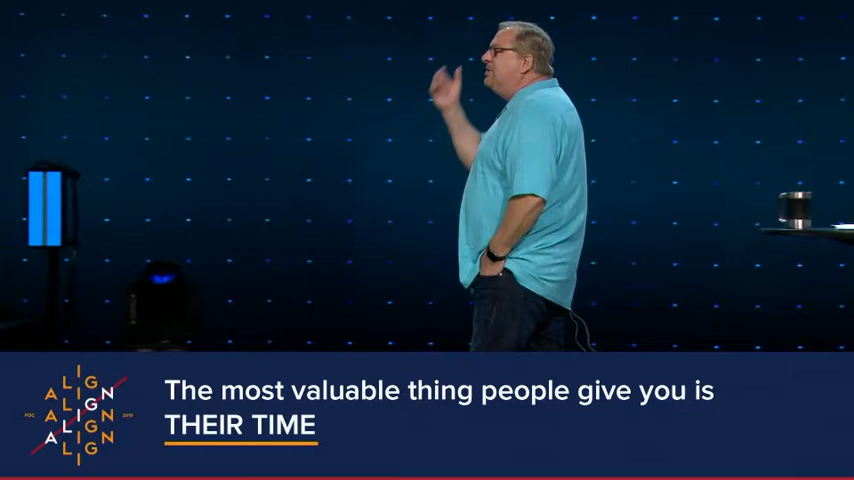 ALIGN
ALIGN
ALIGN
The most valuable thing people give you is
THEIR TIME